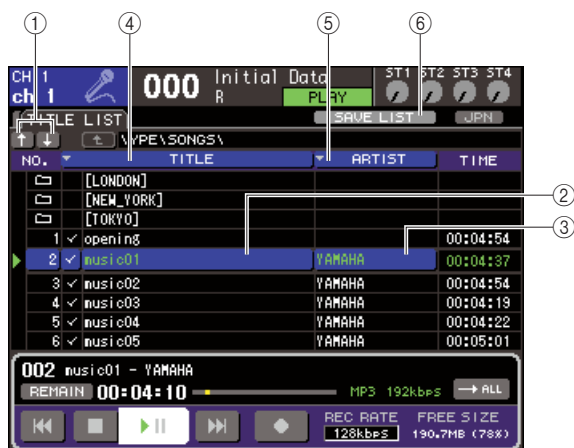 ① ④ ⑤ ⑥
CH 1 000 Initial Data ST1 ST2 ST3 ST4
ch 1 R PLAY
TITLE LIST SAVE LIST JPN
\YPE\SONGS\
NO. TITLE ARTIST TIME
[LONDON]
[NEW_YORK]
[TOKYO]
1 ✓ opening 00:04:54
2 ✓ music01 YAMAHA 00:04:37
3 ✓ music02 YAMAHA 00:04:54
4 ✓ music03 YAMAHA 00:04:19
5 ✓ music04 YAMAHA 00:04:22
6 ✓ music06 YAMAHA 00:05:01
②
③
002 music01 - YAMAHA
REMAIN 00:04:10 MP3 192kbps → ALL
REC RATE FREE SIZE
128kbps 190.7MB (78%)